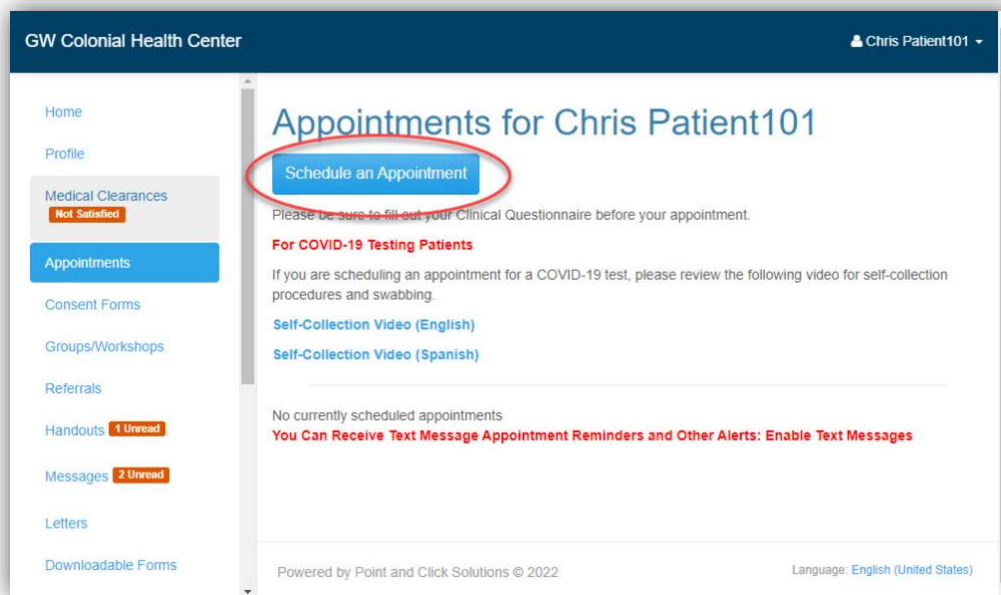 GW Colonial Health Center
Chris Patient101
Home
Profile
Medical Clearances
Not Satisfied
Appointments
Consent Forms
Groups/Workshops
Referrals
Handouts 1 Unread
Messages 2 Unread
Letters
Downloadable Forms
Appointments for Chris Patient101
Schedule an Appointment
Please be sure to fill out your Clinical Questionnaire before your appointment.
For COVID-19 Testing Patients
If you are scheduling an appointment for a COVID-19 test, please review the following video for self-collection
procedures and swabbing.
Self-Collection Video (English)
Self-Collection Video (Spanish)
No currently scheduled appointments
You Can Receive Text Message Appointment Reminders and Other Alerts: Enable Text Messages
Powered by Point and Click Solutions © 2022
Language: English (United States)